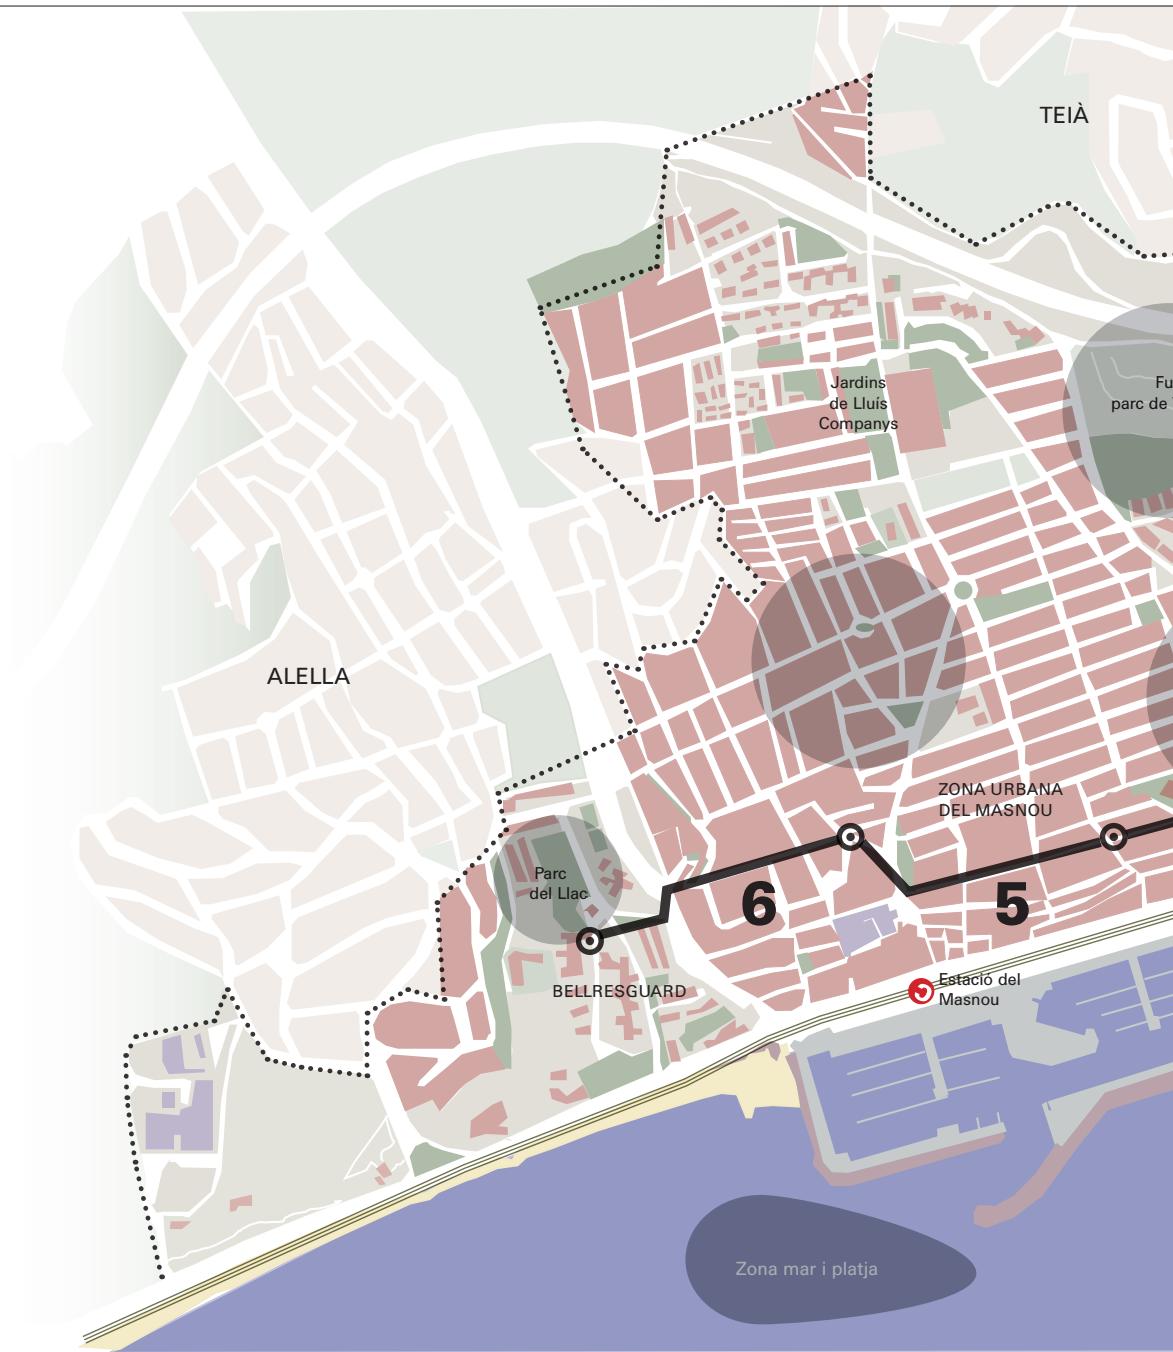 TEIÀ
Jardins
de Lluís
Companys
Fu
parc de
ALELLA
ZONA URBANA
DEL MASNOU
Parc
del Llac
6
5
BELLRESGUARD
Estació del
Masnou
Zona mar i platja